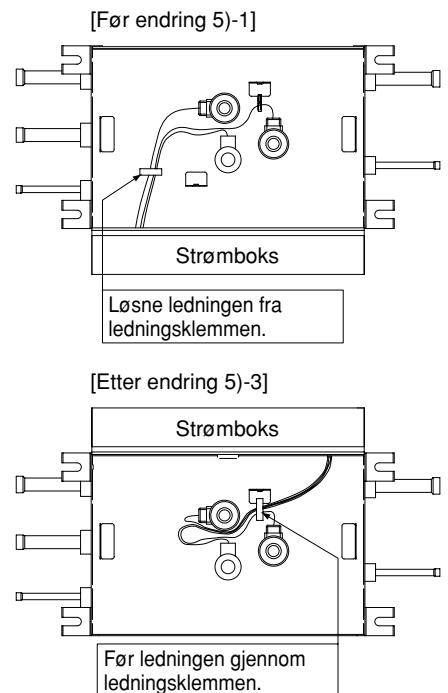 [Før endring 5)-1]
Strømboks
Løsne ledningen fra
ledningsklemmen.
[Etter endring 5)-3]
Strømboks
Før ledningen gjennom
ledningsklemmen.